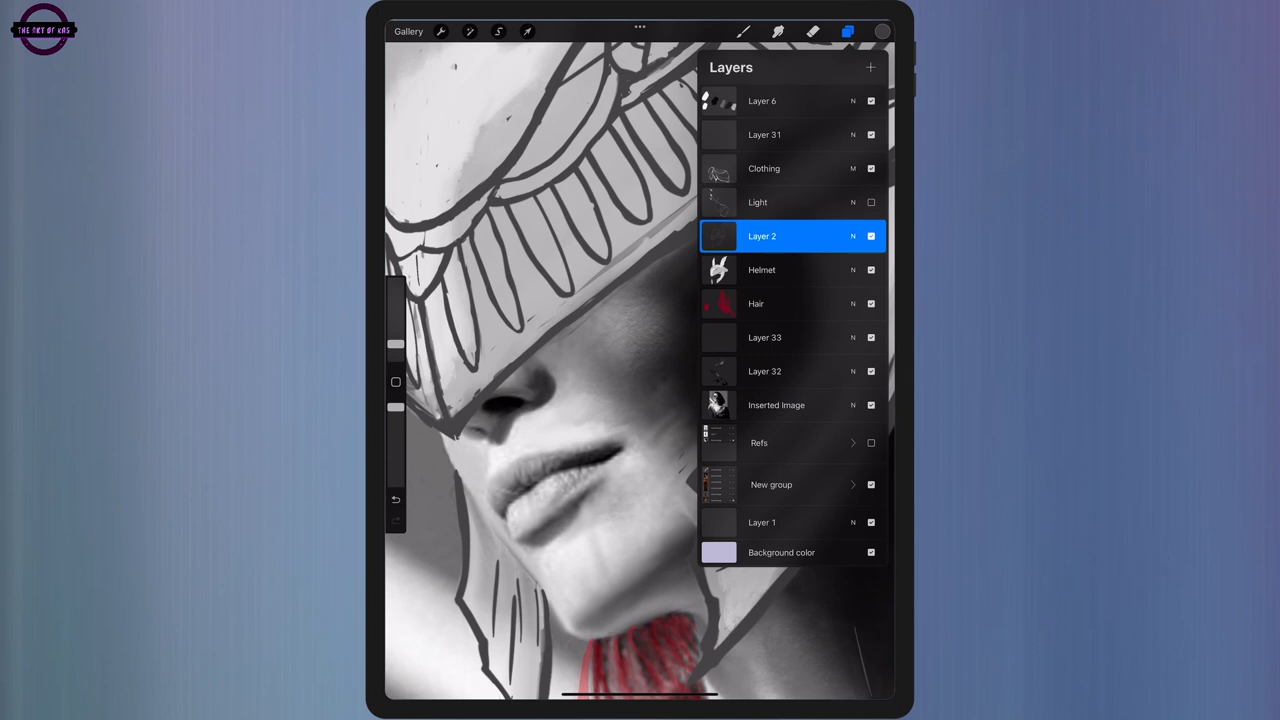 THE ART OF KAS
Gallery
Layers
Layer 6 N
Layer 31 N
Clothing M
Light N
Layer 2 N
Helmet N
Hair N
Layer 33 N
Layer 32 N
Inserted Image N
Refs
New group
Layer 1 N
Background color